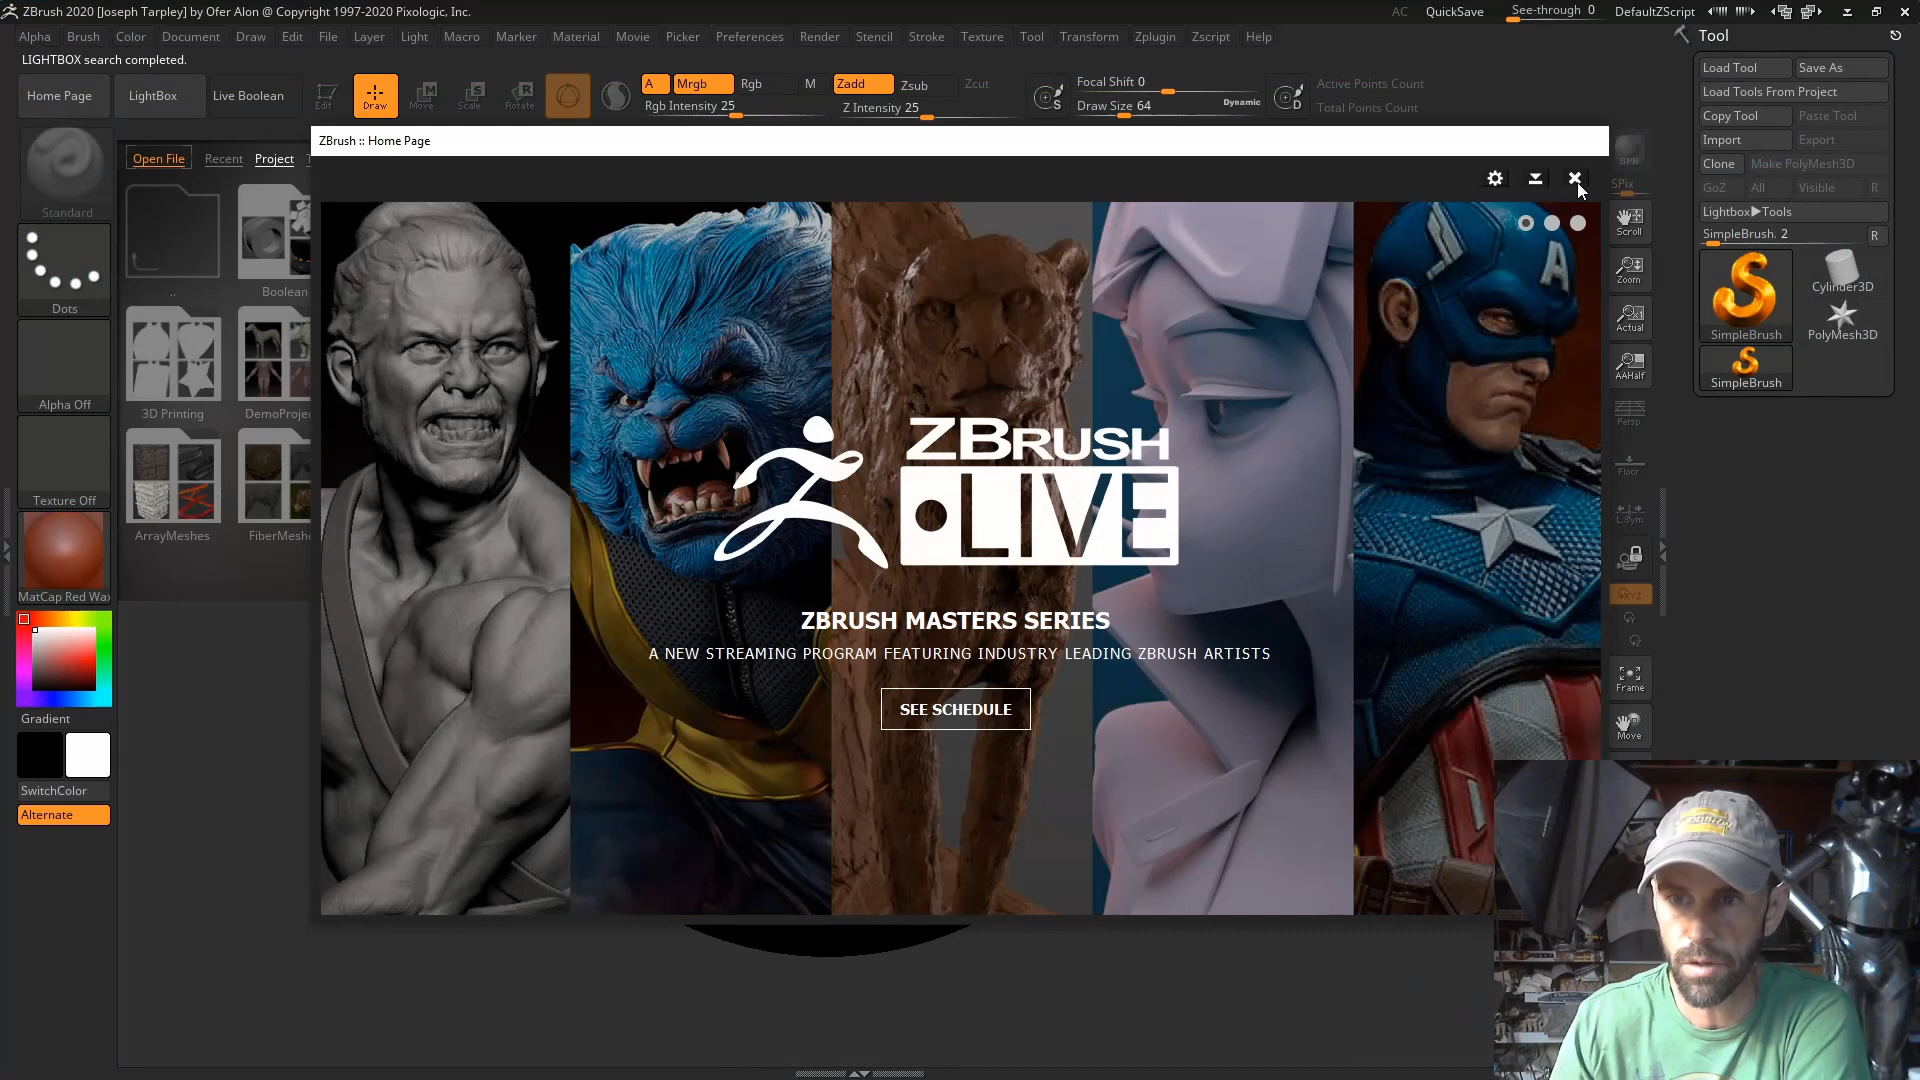 ZBrush 2020 [Joseph Tarpley] by Ofer Alon @ Copyright 1997-2020 Pixologic, Inc.
AC QuickSave See-through 0 DefaultZScript
Alpha Brush Color Document Draw Edit File Layer Light Macro Marker Material Movie Picker Preferences Render Stencil Stroke Texture Tool Transform Zplugin Zscript Help
Tool
LIGHTBOX search completed.
Load Tool Save As
Load Tools From Project
Copy Tool Paste Tool
Import Export
Clone Make PolyMesh3D
GoZ All Visible R
Lightbox▶Tools
SimpleBrush. 2 R
Cylinder3D
SimpleBrush PolyMesh3D
SimpleBrush
Home Page LightBox Live Boolean
Edit Draw Move Scale Rotate
A Mrgb Rgb M
Rgb Intensity 25
Zadd Zsub Zcut
Z Intensity 25
Focal Shift 0
Draw Size 64 Dynamic
S
D
Active Points Count
Total Points Count
ZBrush :: Home Page
Open File Recent Project
..
Boolean
3D Printing DemoProje
ArrayMeshes FiberMesh
Standard
Dots
Alpha Off
Texture Off
MatCap Red Wax
Gradient
SwitchColor
Alternate
ZBRUSH
LIVE
ZBRUSH MASTERS SERIES
A NEW STREAMING PROGRAM FEATURING INDUSTRY LEADING ZBRUSH ARTISTS
SEE SCHEDULE
A
BPR
SPix
Scroll
Zoom
Actual
AAHalf
Persp
Floor
L.Sym
XYZ
Frame
Move